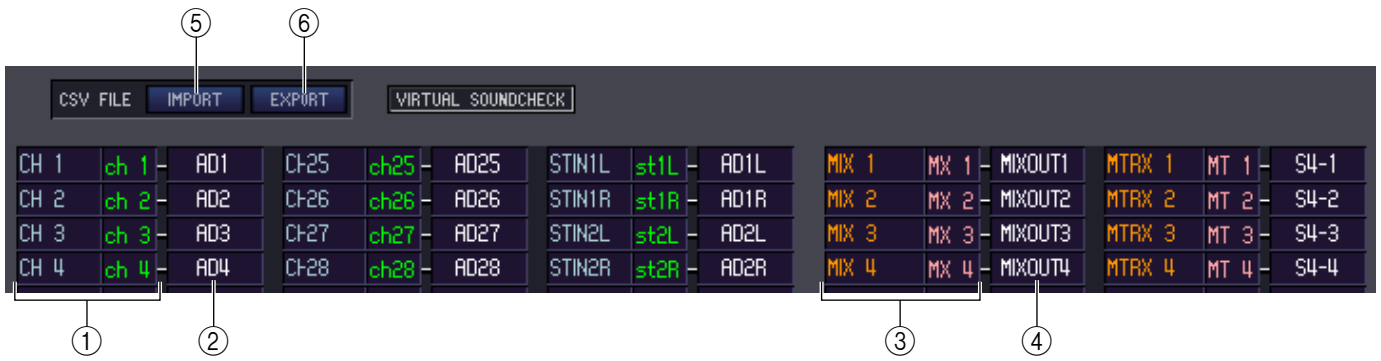 ⑤ ⑥
CSV FILE IMPORT EXPORT VIRTUAL SOUNDCHECK
CH 1 ch 1 AD1 CH25 ch25 AD25 STIN1L st1L AD1L MIX 1 MX 1 MIXOUT1 MTRX 1 MT 1 S4-1
CH 2 ch 2 AD2 CH26 ch26 AD26 STIN1R st1R AD1R MIX 2 MX 2 MIXOUT2 MTRX 2 MT 2 S4-2
CH 3 ch 3 AD3 CH27 ch27 AD27 STIN2L st2L AD2L MIX 3 MX 3 MIXOUT3 MTRX 3 MT 3 S4-3
CH 4 ch 4 AD4 CH28 ch28 AD28 STIN2R st2R AD2R MIX 4 MX 4 MIXOUT4 MTRX 4 MT 4 S4-4
① ② ③ ④